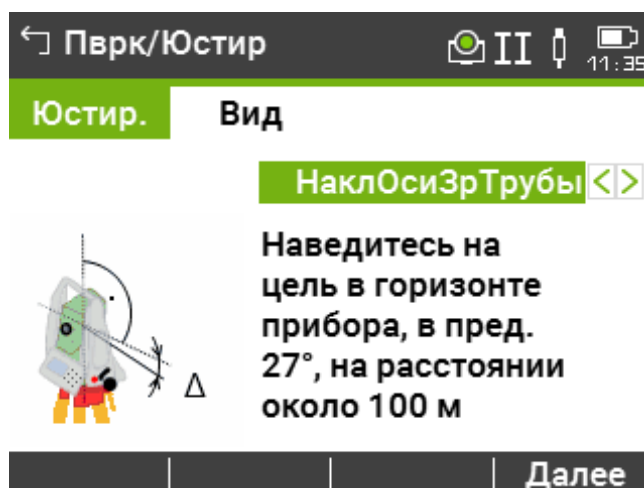 Пврк/Юстир
II
11:35
Юстир. Вид
НаклОсиЗрТрубы
Наведитесь на
цель в горизонте
прибора, в пред.
27°, на расстоянии
около 100 м
Δ
Далее